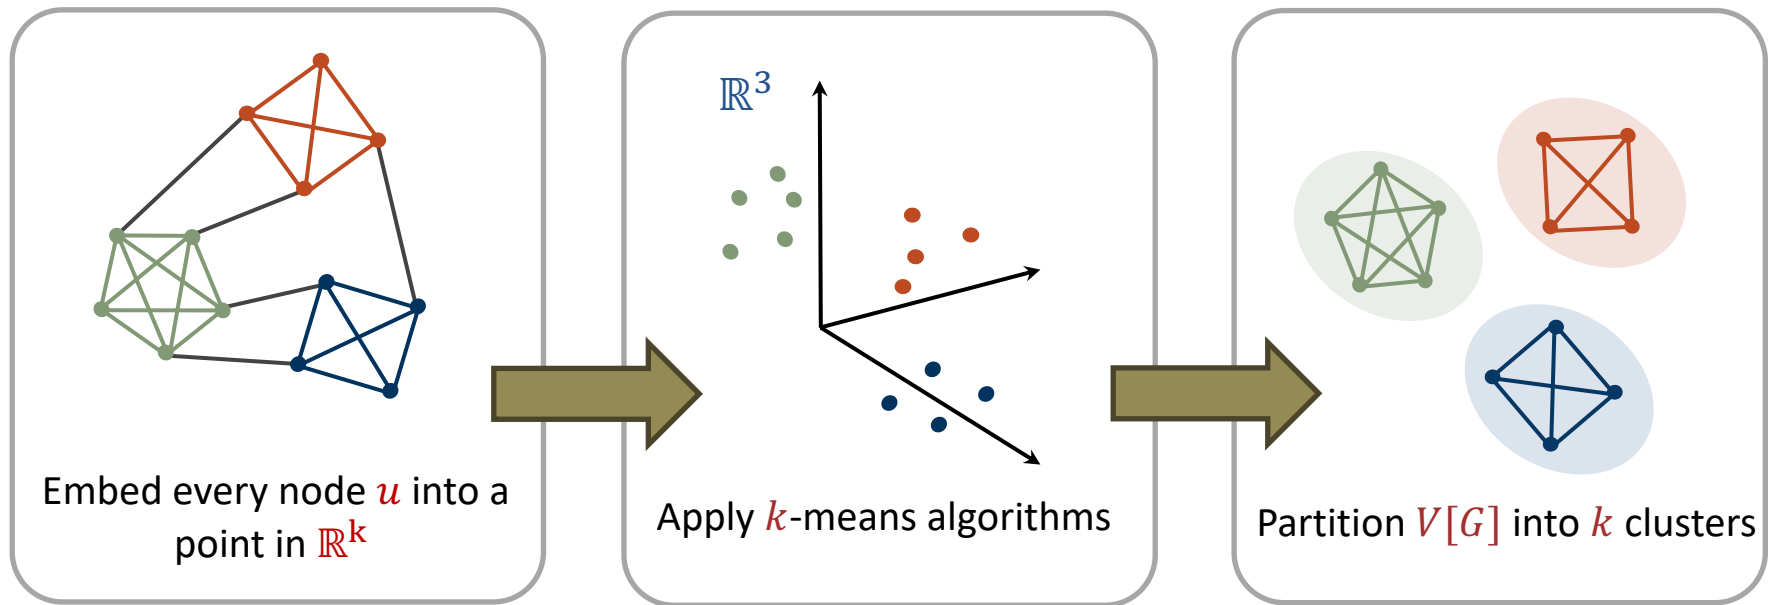 Embed every node u into a
point in ℝᵏ
ℝ³
Apply k-means algorithms
Partition V[G] into k clusters